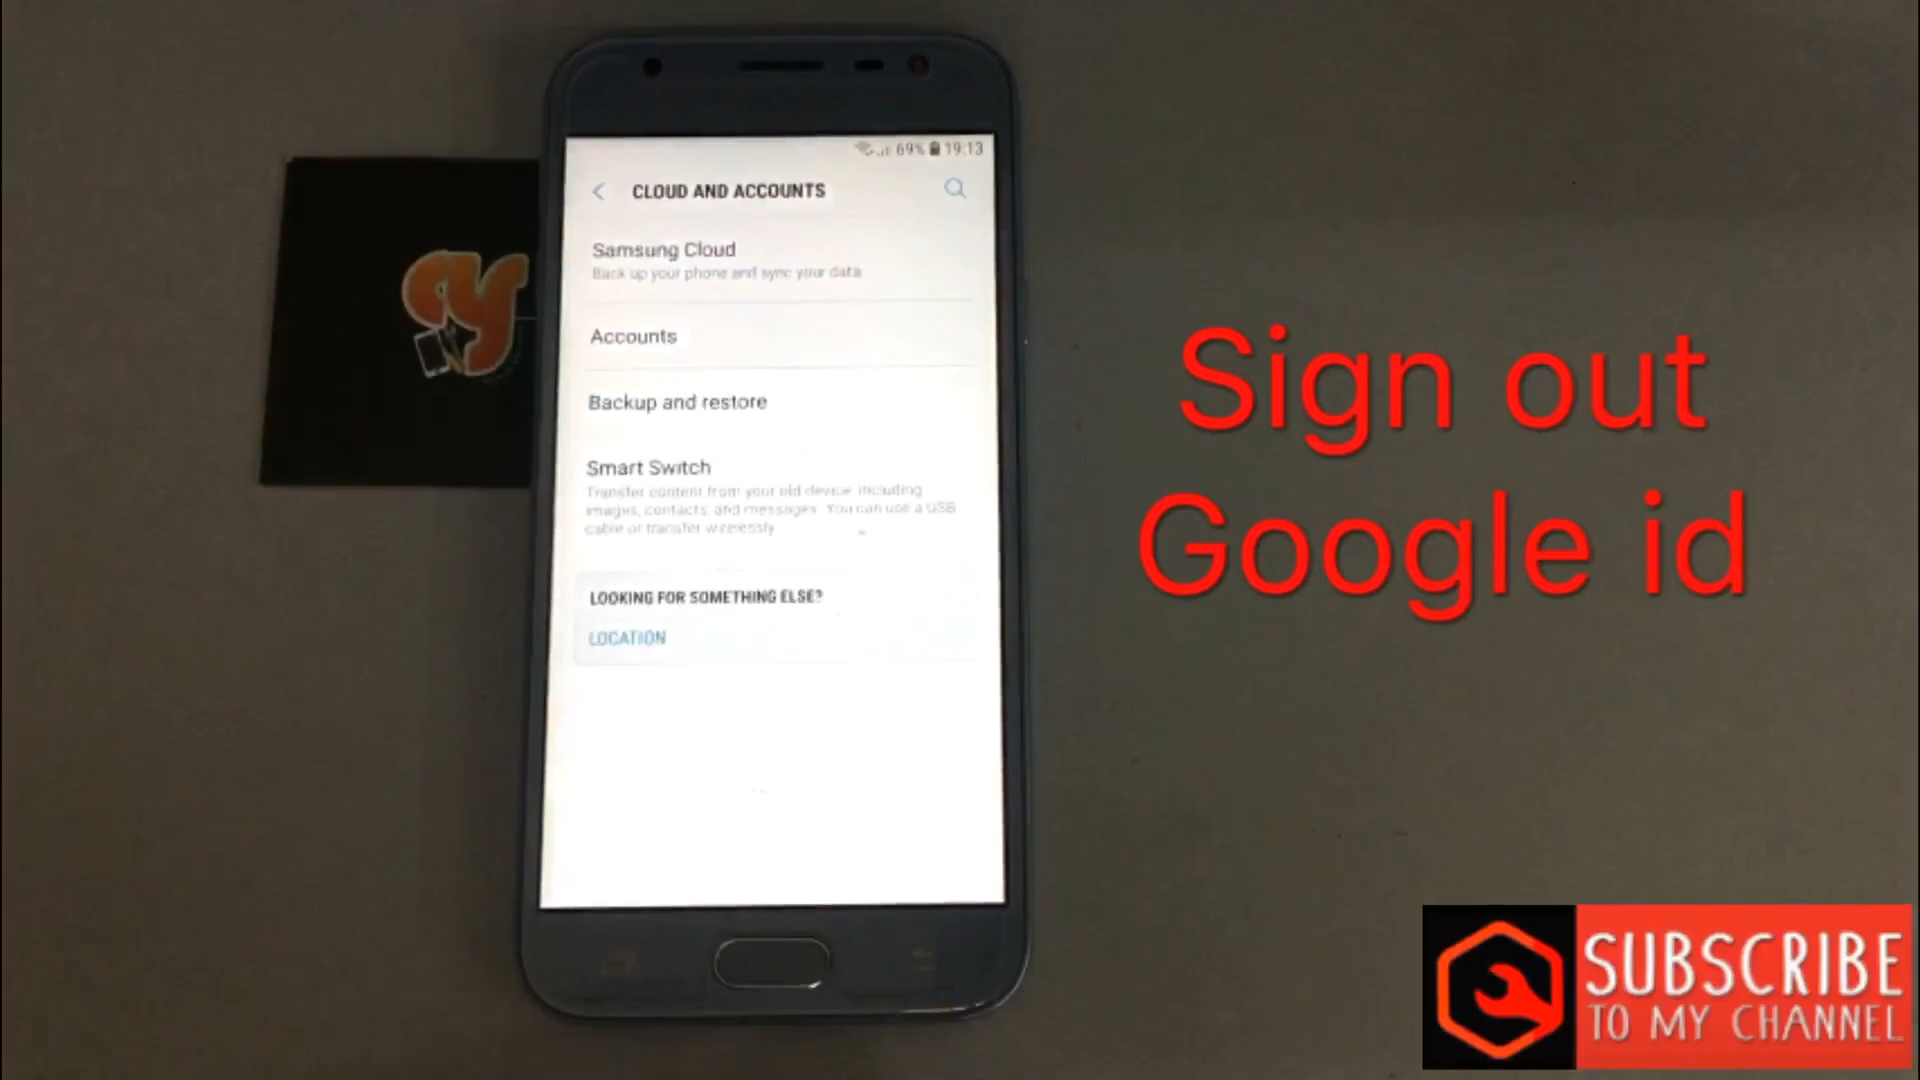 69% 19:13
CLOUD AND ACCOUNTS
Samsung Cloud
Back up your phone and sync your data
Accounts
Backup and restore
Smart Switch
Transfer content from your old device, including
images, contacts, and messages. You can use a USB
cable or transfer wirelessly.
LOOKING FOR SOMETHING ELSE?
LOCATION
Sign out
Google id
SUBSCRIBE
TO MY CHANNEL